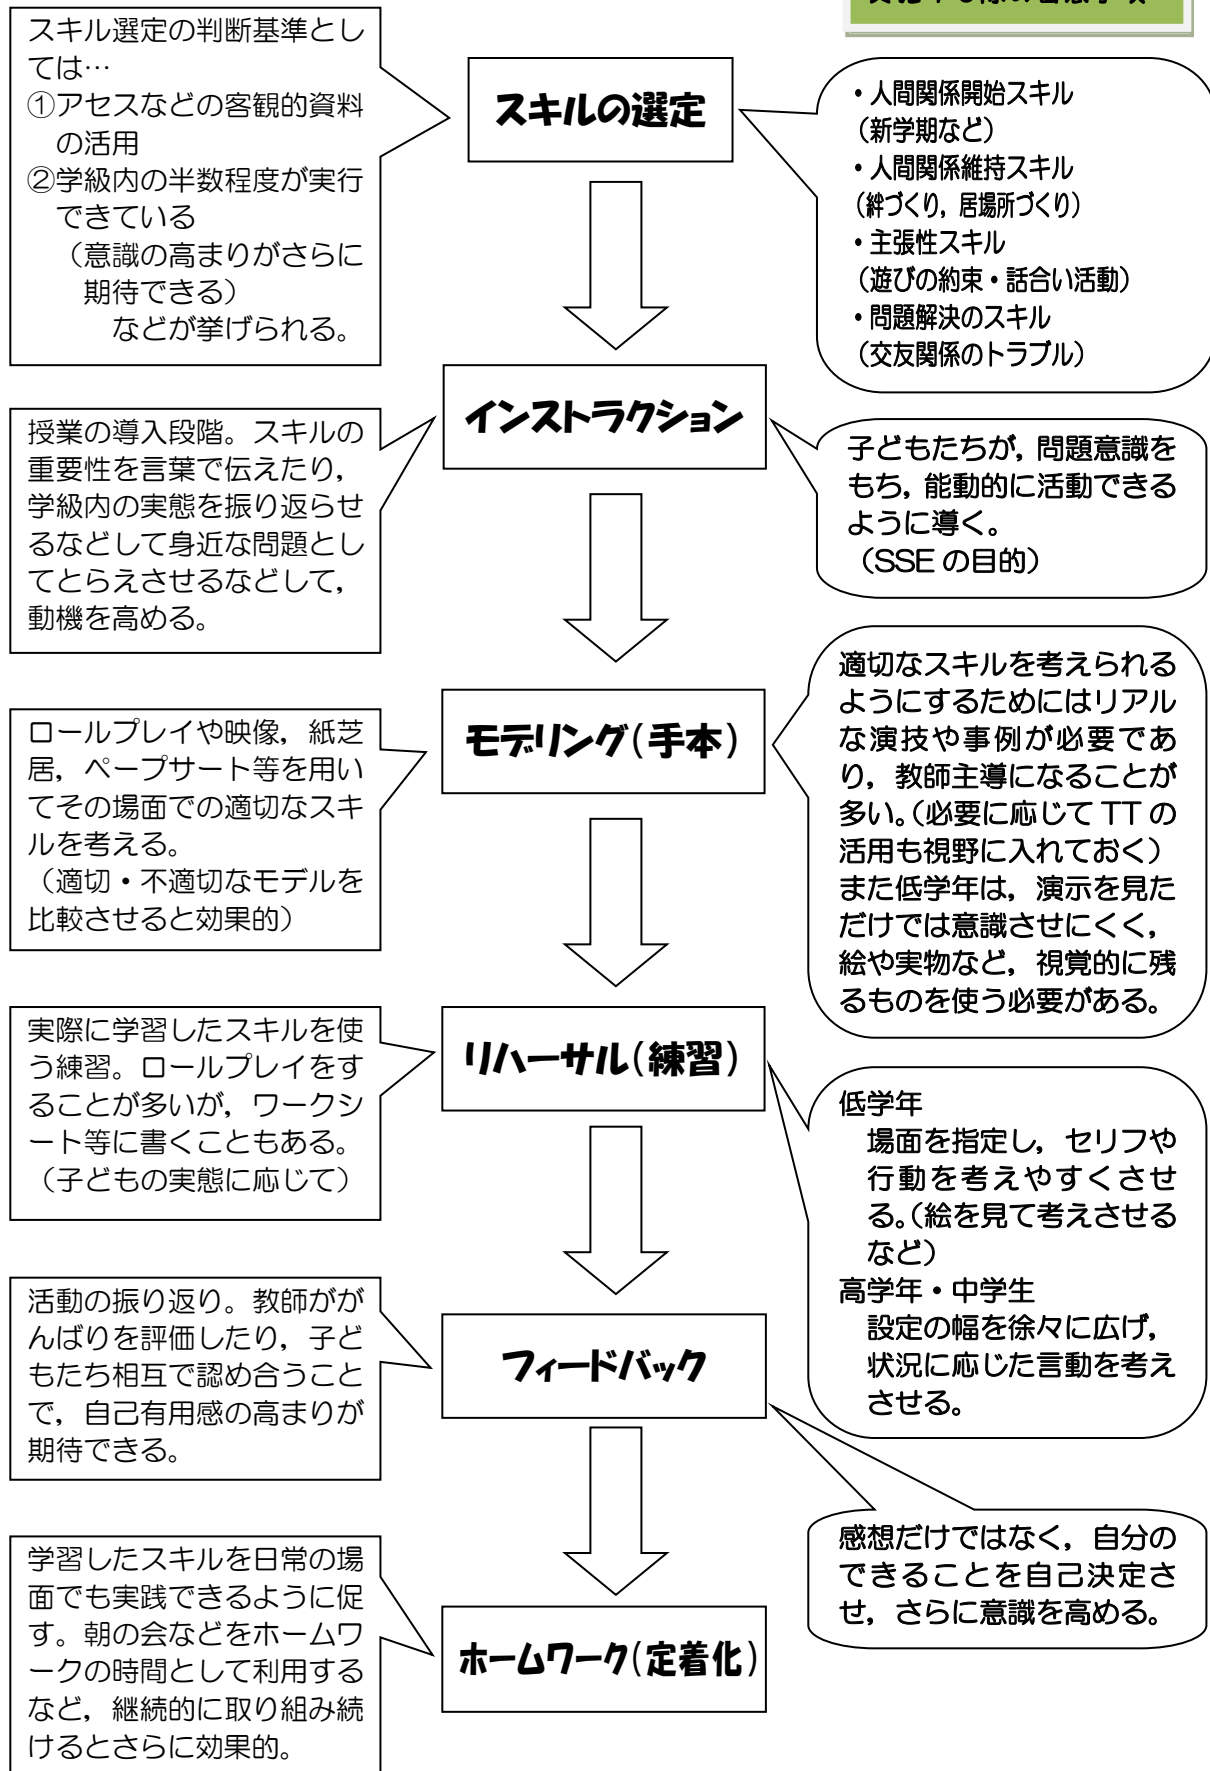 スキル選定の判断基準とし
ては…
①アセスなどの客観的資料
の活用
②学級内の半数程度が実行
できている
（意識の高まりがさらに
期待できる）
などが挙げられる。
スキルの選定
・人間関係開始スキル
（新学期など）
・人間関係維持スキル
（絆づくり，居場所づくり）
・主張性スキル
（遊びの約束・話合い活動）
・問題解決のスキル
（交友関係のトラブル）
授業の導入段階。スキルの
重要性を言葉で伝えたり，
学級内の実態を振り返らせ
るなどして身近な問題とし
てとらえさせるなどして，
動機を高める。
インストラクション
子どもたちが，問題意識を
もち，能動的に活動できる
ように導く。
（SSE の目的）
ロールプレイや映像，紙芝
居，ペープサート等を用い
てその場面での適切なスキ
ルを考える。
（適切・不適切なモデルを
比較させると効果的）
モデリング（手本）
適切なスキルを考えられる
ようにするためにはリアル
な演技や事例が必要であ
り，教師主導になることが
多い。（必要に応じて TT の
活用も視野に入れておく）
また低学年は，演示を見た
だけでは意識させにくく，
絵や実物など，視覚的に残
るものを使う必要がある。
実際に学習したスキルを使
う練習。ロールプレイをす
ることが多いが，ワークシ
ート等に書くこともある。
（子どもの実態に応じて）
リハーサル（練習）
低学年
場面を指定し，セリフや
行動を考えやすくさせ
る。（絵を見て考えさせる
など）
高学年・中学生
設定の幅を徐々に広げ，
状況に応じた言動を考え
させる。
活動の振り返り。教師がが
んばりを評価したり，子ど
もたち相互で認め合うこと
で，自己有用感の高まりが
期待できる。
フィードバック
感想だけではなく，自分の
できることを自己決定さ
せ，さらに意識を高める。
学習したスキルを日常の場
面でも実践できるように促
す。朝の会などをホームワ
ークの時間として利用する
など，継続的に取り組み続
けるとさらに効果的。
ホームワーク（定着化）